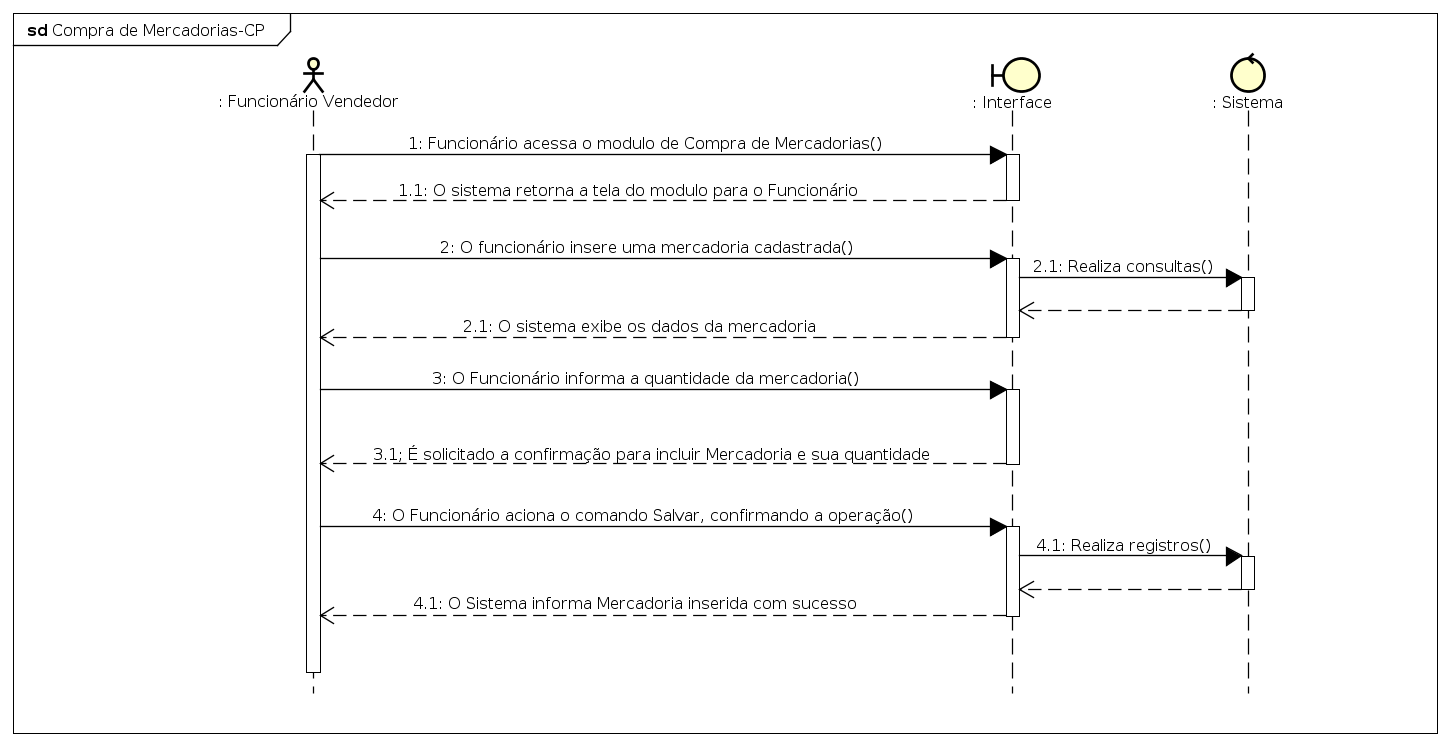 sd Compra de Mercadorias-CP
: Funcionário Vendedor
: Interface
: Sistema
1: Funcionário acessa o modulo de Compra de Mercadorias()
1.1: O sistema retorna a tela do modulo para o Funcionário
2: O funcionário insere uma mercadoria cadastrada()
2.1: Realiza consultas()
2.1: O sistema exibe os dados da mercadoria
3: O Funcionário informa a quantidade da mercadoria()
3.1; É solicitado a confirmação para incluir Mercadoria e sua quantidade
4: O Funcionário aciona o comando Salvar, confirmando a operação()
4.1: Realiza registros()
4.1: O Sistema informa Mercadoria inserida com sucesso